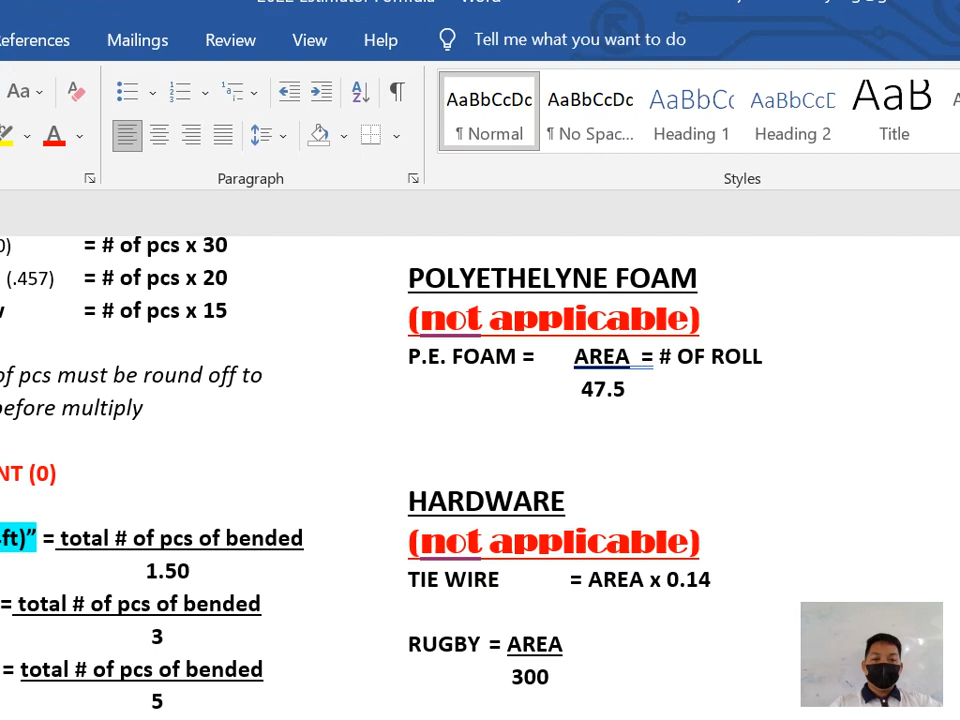 References Mailings Review View Help Tell me what you want to do
Aa
AaBbCcDc AaBbCcDc AaBbCc AaBbCcD AaB
¶ Normal ¶ No Spac... Heading 1 Heading 2 Title
Paragraph Styles
= # of pcs x 30
(.457) = # of pcs x 20
= # of pcs x 15
of pcs must be round off to
before multiply
NT (0)
ft)” = total # of pcs of bended
1.50
= total # of pcs of bended
3
= total # of pcs of bended
5
POLYETHELYNE FOAM
(not applicable)
P.E. FOAM = AREA = # OF ROLL
47.5
HARDWARE
(not applicable)
TIE WIRE = AREA x 0.14
RUGBY = AREA
300